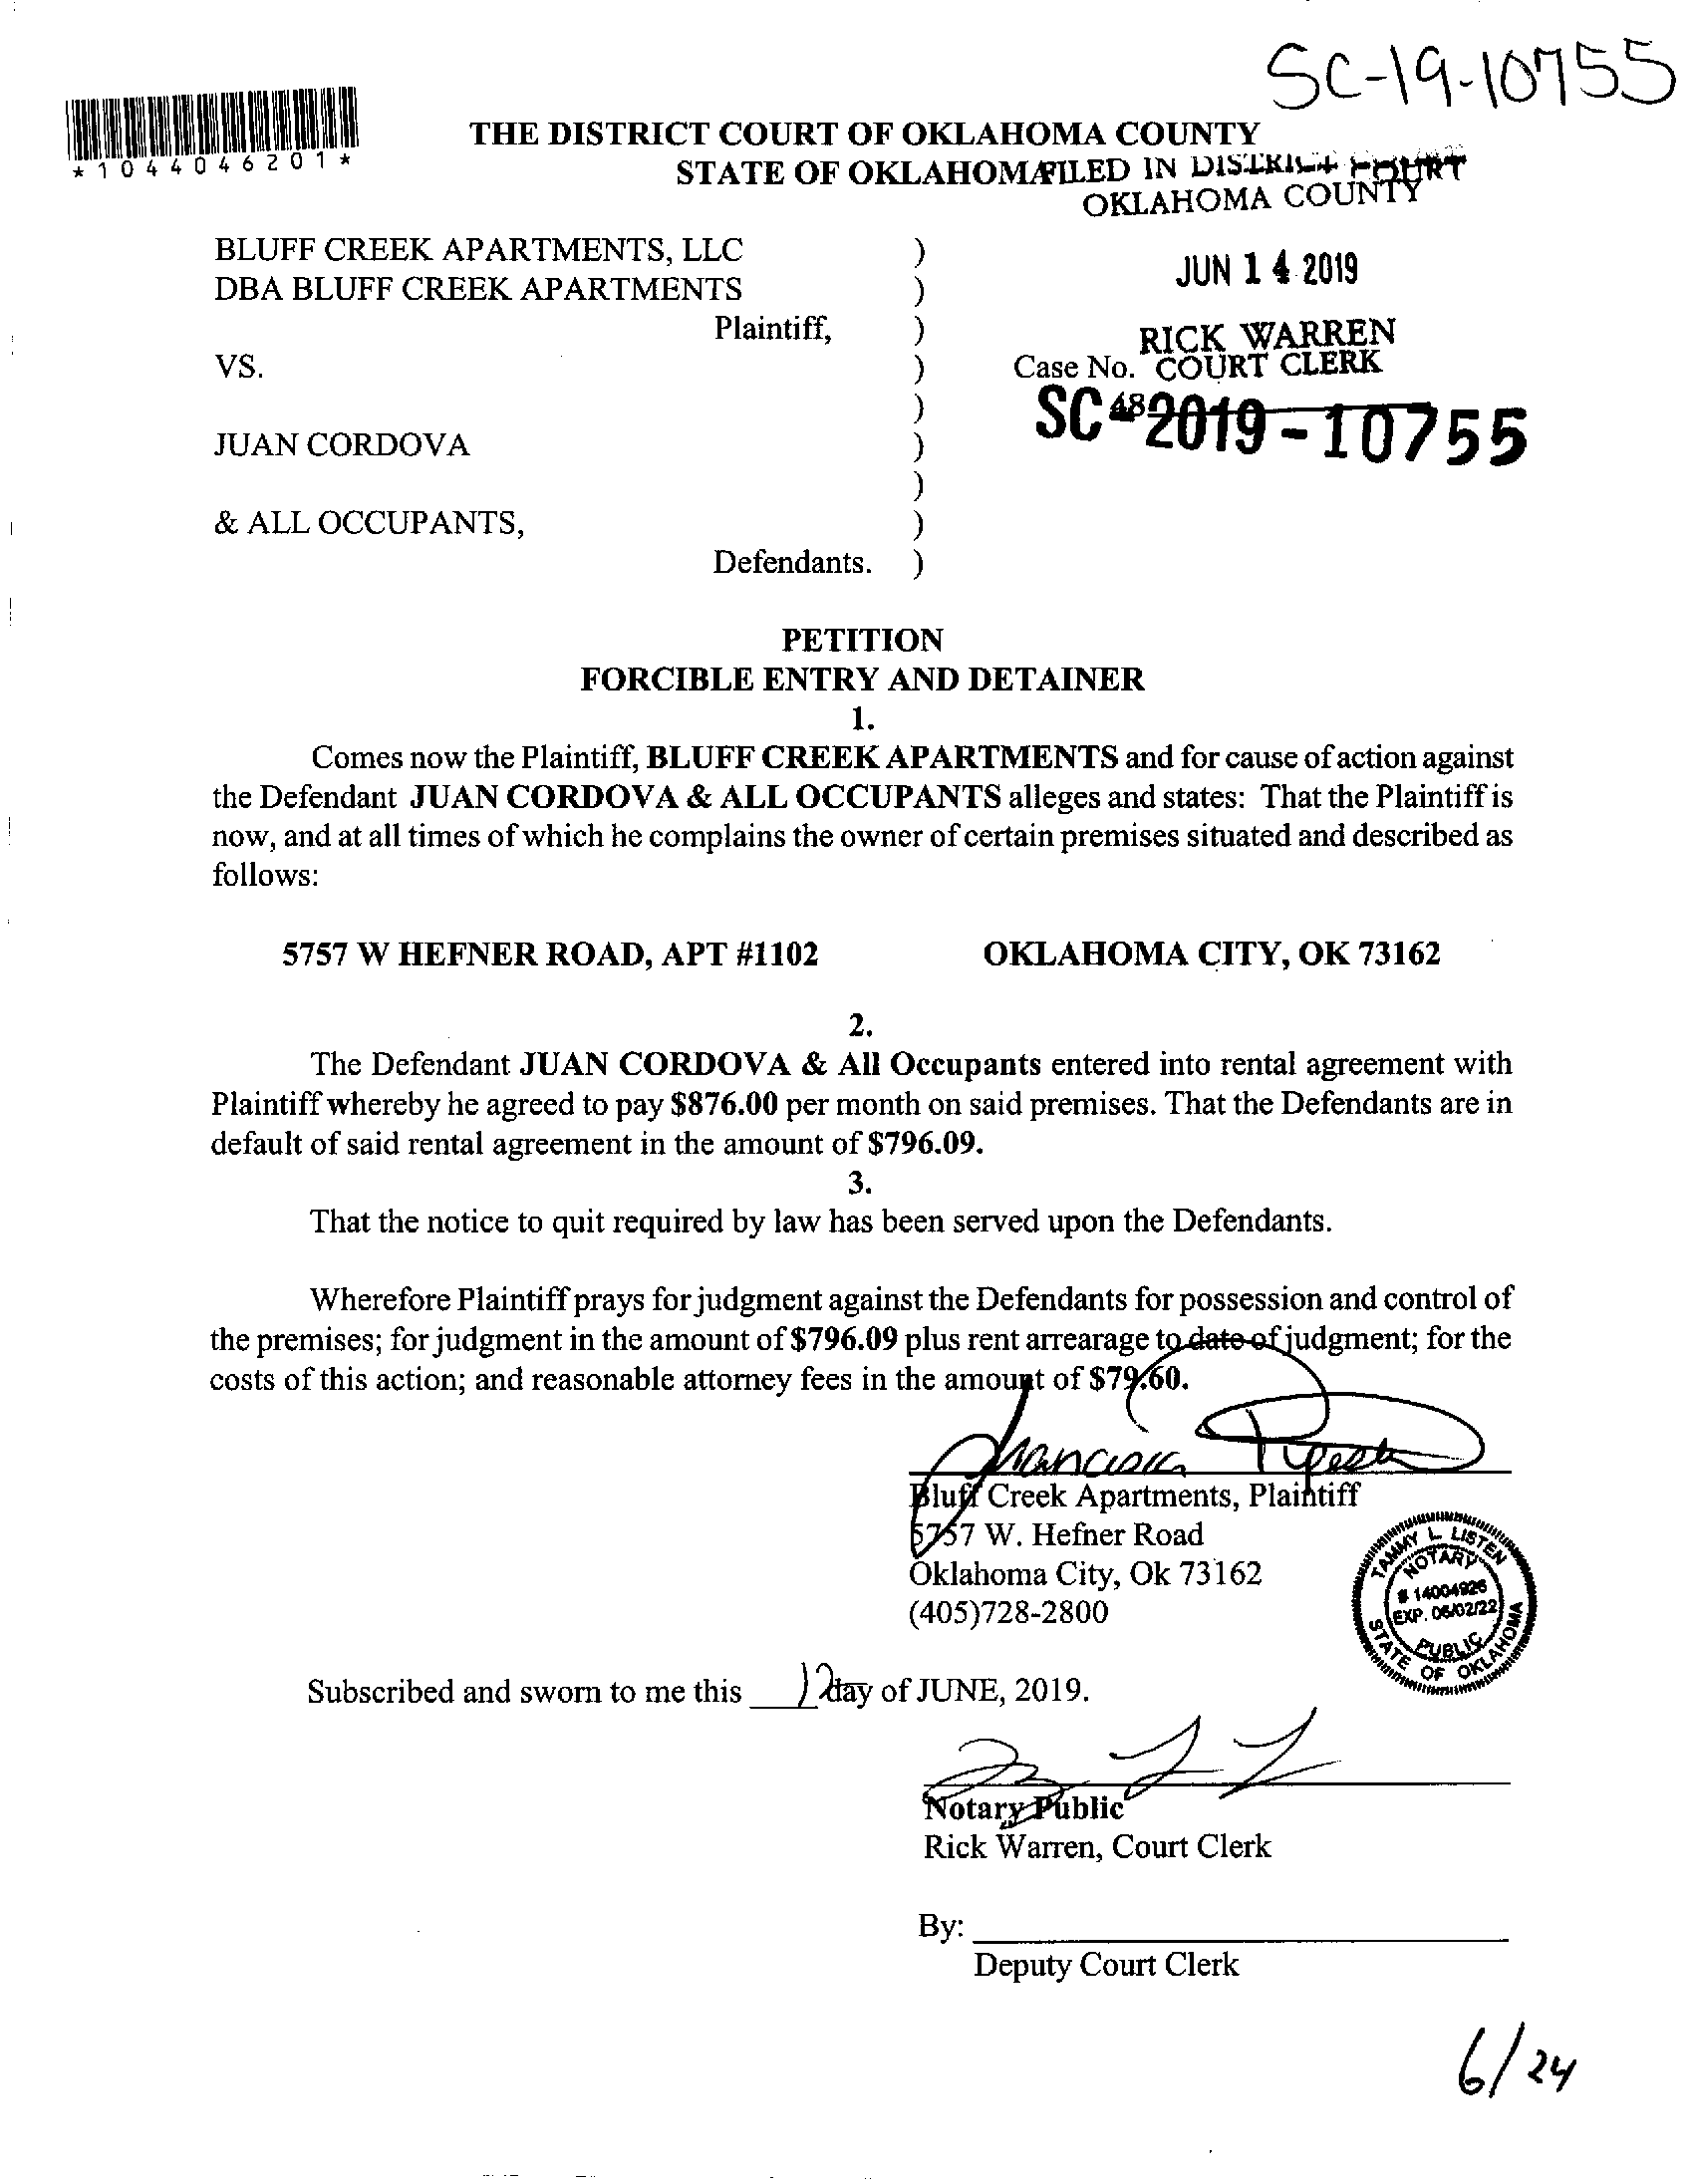 SC-19-10755
*1044046201*
THE DISTRICT COURT OF OKLAHOMA COUNTY
STATE OF OKLAHOMA
FILED IN DISTRICT COURT
OKLAHOMA COUNTY
JUN 14 2019
RICK WARREN
COURT CLERK
48
BLUFF CREEK APARTMENTS, LLC )
DBA BLUFF CREEK APARTMENTS )
Plaintiff, )
VS. ) Case No.
) SC 2019-10755
JUAN CORDOVA )
)
& ALL OCCUPANTS, )
Defendants. )
PETITION
FORCIBLE ENTRY AND DETAINER
1.
Comes now the Plaintiff, BLUFF CREEK APARTMENTS and for cause of action against
the Defendant JUAN CORDOVA & ALL OCCUPANTS alleges and states: That the Plaintiff is
now, and at all times of which he complains the owner of certain premises situated and described as
follows:
5757 W HEFNER ROAD, APT #1102 OKLAHOMA CITY, OK 73162
2.
The Defendant JUAN CORDOVA & All Occupants entered into rental agreement with
Plaintiff whereby he agreed to pay $876.00 per month on said premises. That the Defendants are in
default of said rental agreement in the amount of $796.09.
3.
That the notice to quit required by law has been served upon the Defendants.
Wherefore Plaintiff prays for judgment against the Defendants for possession and control of
the premises; for judgment in the amount of $796.09 plus rent arrearage to date of judgment; for the
costs of this action; and reasonable attorney fees in the amount of $79.60.
Bluff Creek Apartments, Plaintiff
5757 W. Hefner Road
Oklahoma City, Ok 73162
(405)728-2800
TAMMY L. LISTEN
NOTARY
# 14004926
EXP. 06/02/22
PUBLIC
STATE OF OKLAHOMA
Subscribed and sworn to me this 12 day of JUNE, 2019.
Notary Public
Rick Warren, Court Clerk
By:
Deputy Court Clerk
6/24